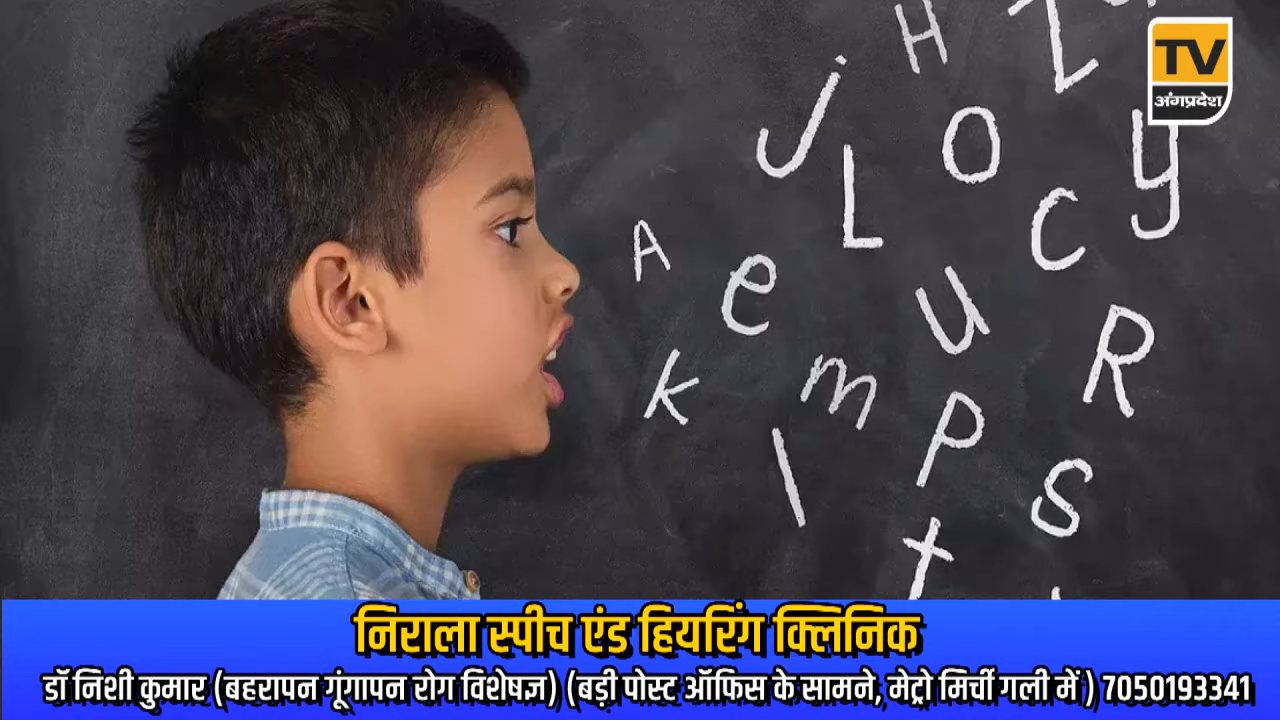 H Z
TV
अंगप्रदेश
J L O y
A e C
U R
K m P
l S
t
निराला स्पीच एंड हियरिंग क्लिनिक
डॉ निशी कुमार (बहरापन गूंगापन रोग विशेषज्ञ) (बड़ी पोस्ट ऑफिस के सामने, मेट्रो मिर्ची गली में ) 7050193341